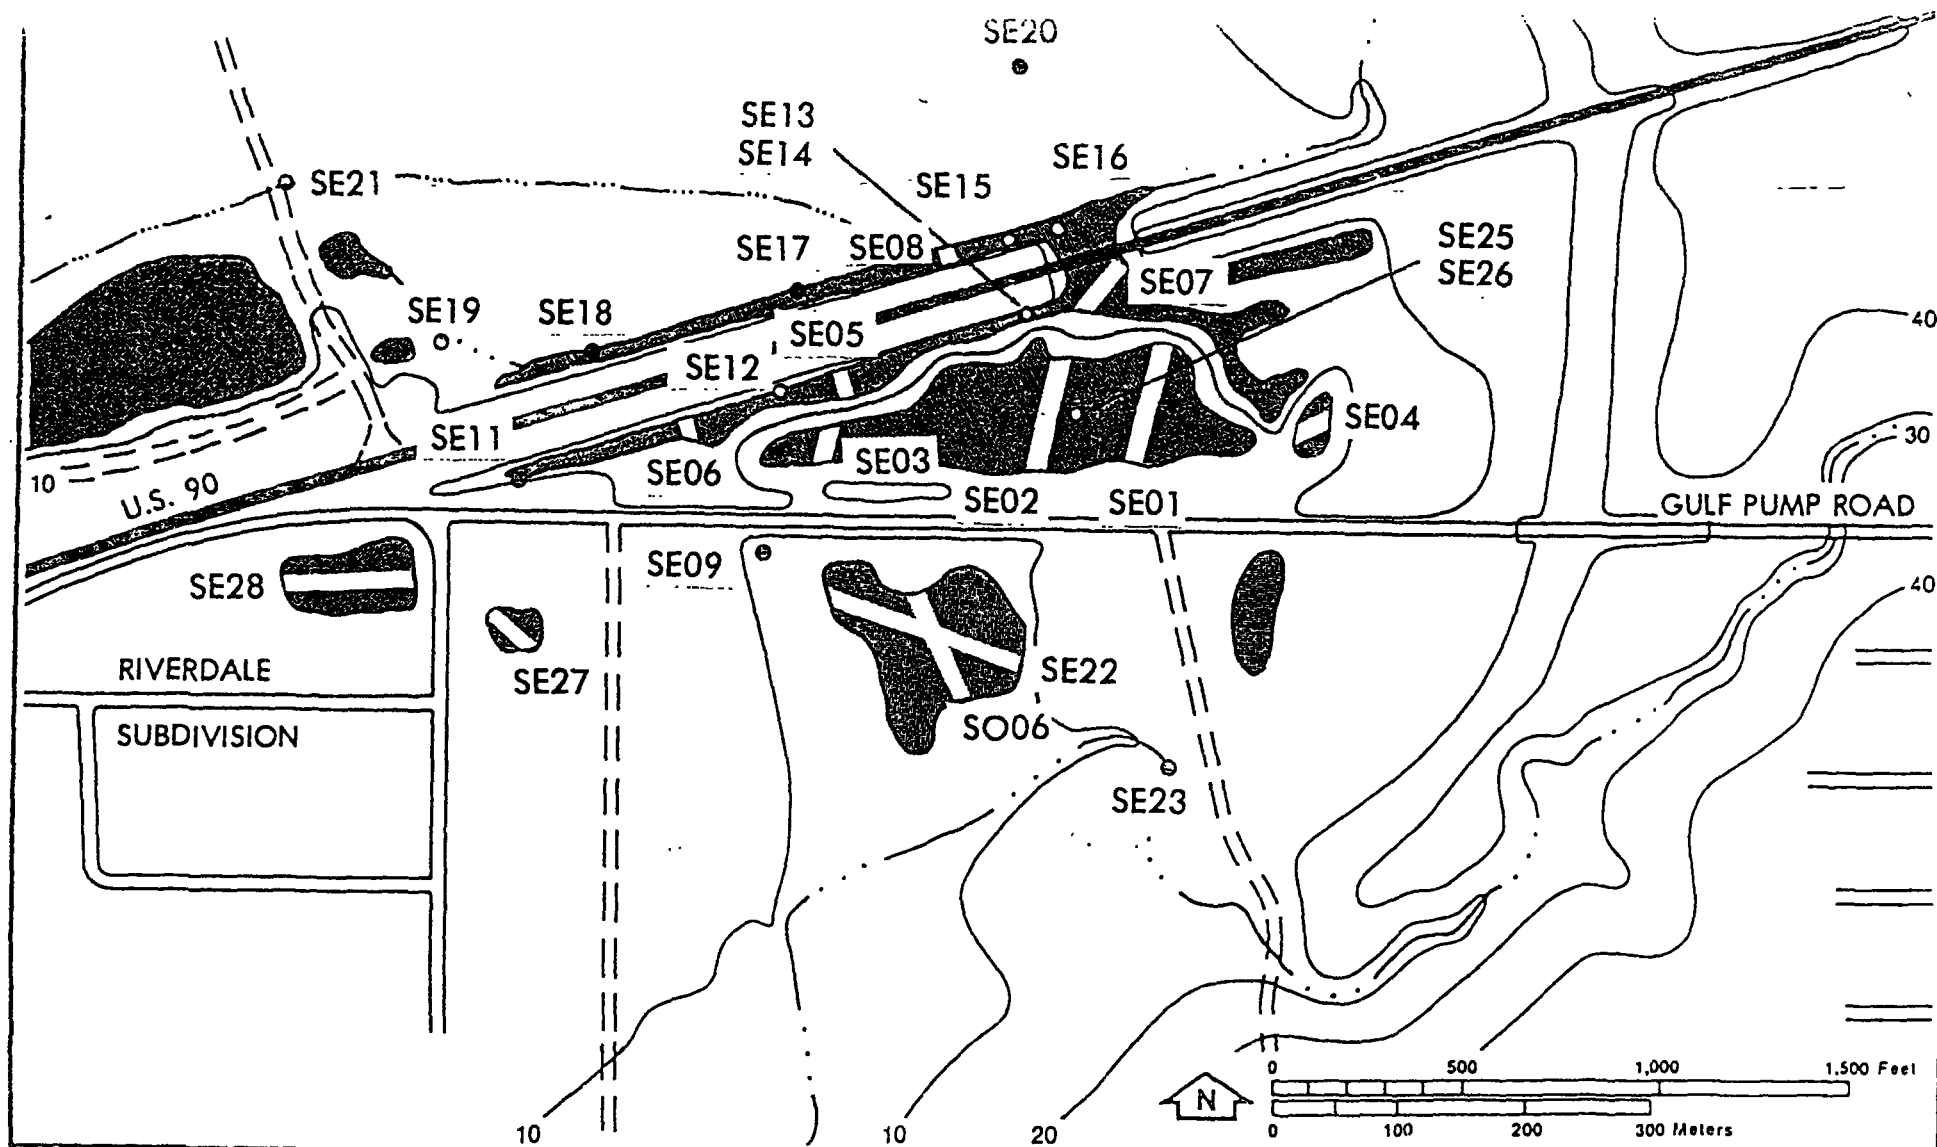 SE20
SE13
SE14
SE16
SE15
SE21
SE17
SE08
SE25
SE26
SE07
SE19
SE18
SE05
SE12
40
SE04
SE11
SE06
SE03
30
10
U.S. 90
SE02
SE01
GULF PUMP ROAD
SE28
SE09
40
SE27
SE22
RIVERDALE
SUBDIVISION
SO06
SE23
0
500
1,000
1,500 Feet
N
0
100
200
300 Meters
10
10
20